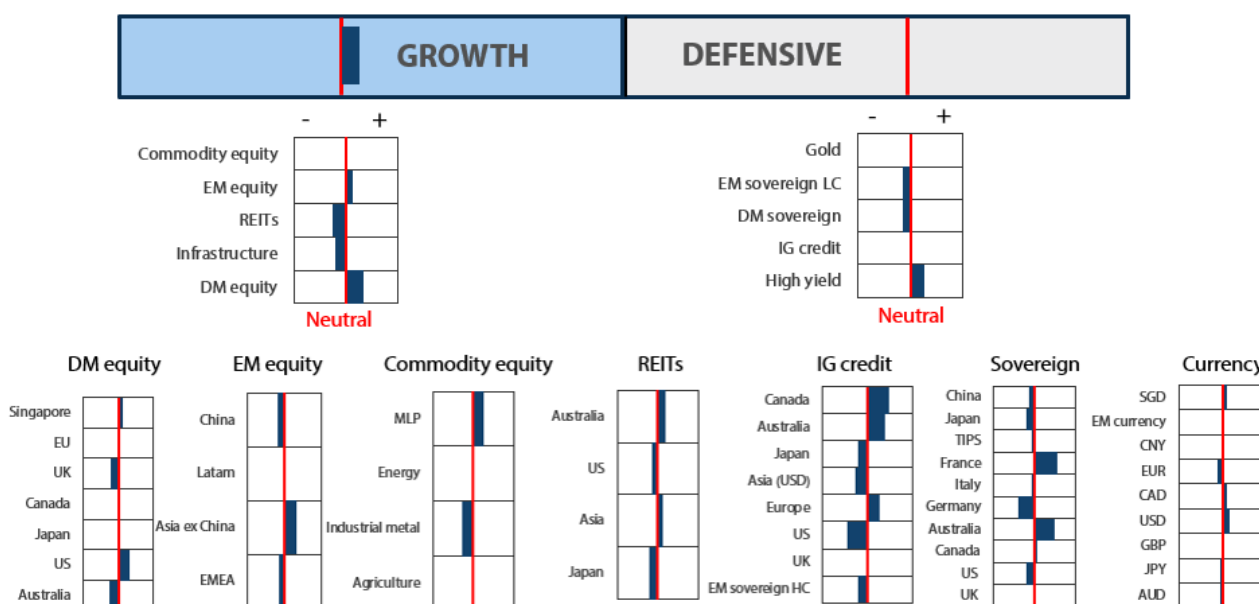 GROWTH
DEFENSIVE
- +
Commodity equity
EM equity
REITs
Infrastructure
DM equity
Neutral
- +
Gold
EM sovereign LC
DM sovereign
IG credit
High yield
Neutral
DM equity
Singapore
EU
UK
Canada
Japan
US
Australia
EM equity
China
Latam
Asia ex China
EMEA
Commodity equity
MLP
Energy
Industrial metal
Agriculture
REITs
Australia
US
Asia
Japan
IG credit
Canada
Australia
Japan
Asia (USD)
Europe
US
UK
EM sovereign HC
Sovereign
China
Japan
TIPS
France
Italy
Germany
Australia
Canada
US
UK
Currency
SGD
EM currency
CNY
EUR
CAD
USD
GBP
JPY
AUD